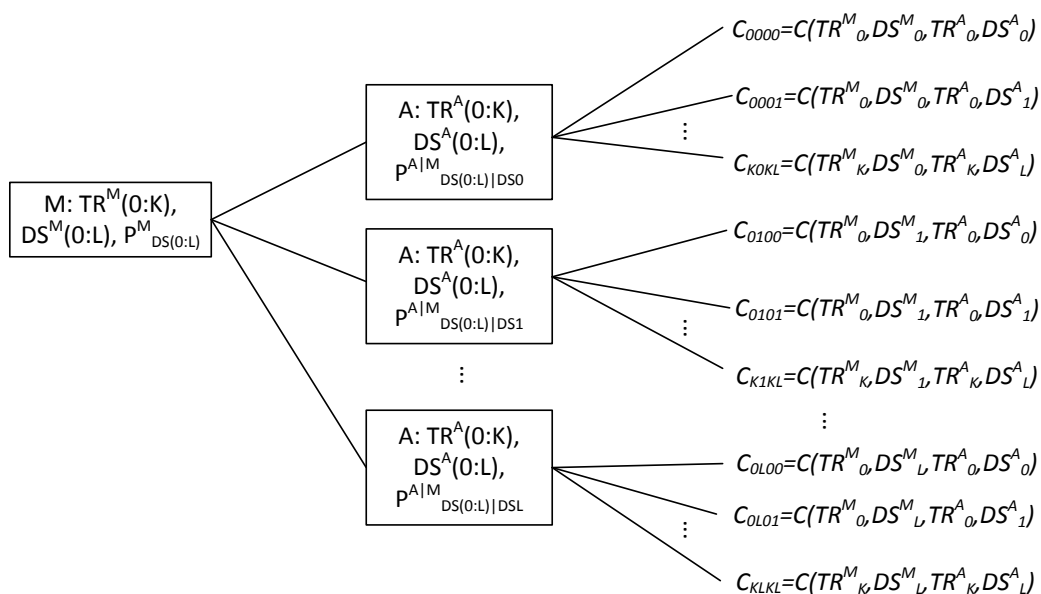 M: TR^M(0:K),
DS^M(0:L), P^M_DS(0:L)
A: TR^A(0:K),
DS^A(0:L),
P^A|M_DS(0:L)|DS0
A: TR^A(0:K),
DS^A(0:L),
P^A|M_DS(0:L)|DS1
⋮
A: TR^A(0:K),
DS^A(0:L),
P^A|M_DS(0:L)|DSL
C_0000=C(TR^M_0,DS^M_0,TR^A_0,DS^A_0)
C_0001=C(TR^M_0,DS^M_0,TR^A_0,DS^A_1)
⋮
C_K0KL=C(TR^M_K,DS^M_0,TR^A_K,DS^A_L)
C_0100=C(TR^M_0,DS^M_1,TR^A_0,DS^A_0)
C_0101=C(TR^M_0,DS^M_1,TR^A_0,DS^A_1)
⋮
C_K1KL=C(TR^M_K,DS^M_1,TR^A_K,DS^A_L)
⋮
C_0L00=C(TR^M_0,DS^M_L,TR^A_0,DS^A_0)
C_0L01=C(TR^M_0,DS^M_L,TR^A_0,DS^A_1)
⋮
C_KLKL=C(TR^M_K,DS^M_L,TR^A_K,DS^A_L)